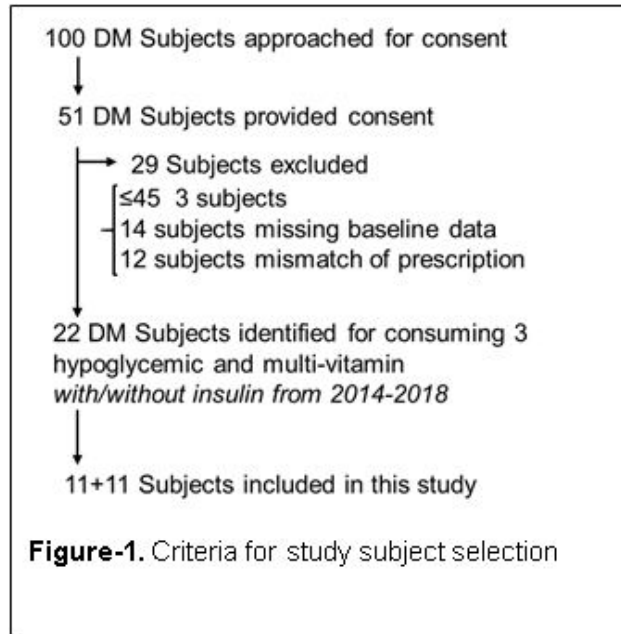 100 DM Subjects approached for consent
51 DM Subjects provided consent
29 Subjects excluded
≤45 3 subjects
14 subjects missing baseline data
12 subjects mismatch of prescription
22 DM Subjects identified for consuming 3
hypoglycemic and multi-vitamin
with/without insulin from 2014-2018
11+11 Subjects included in this study
Figure-1. Criteria for study subject selection